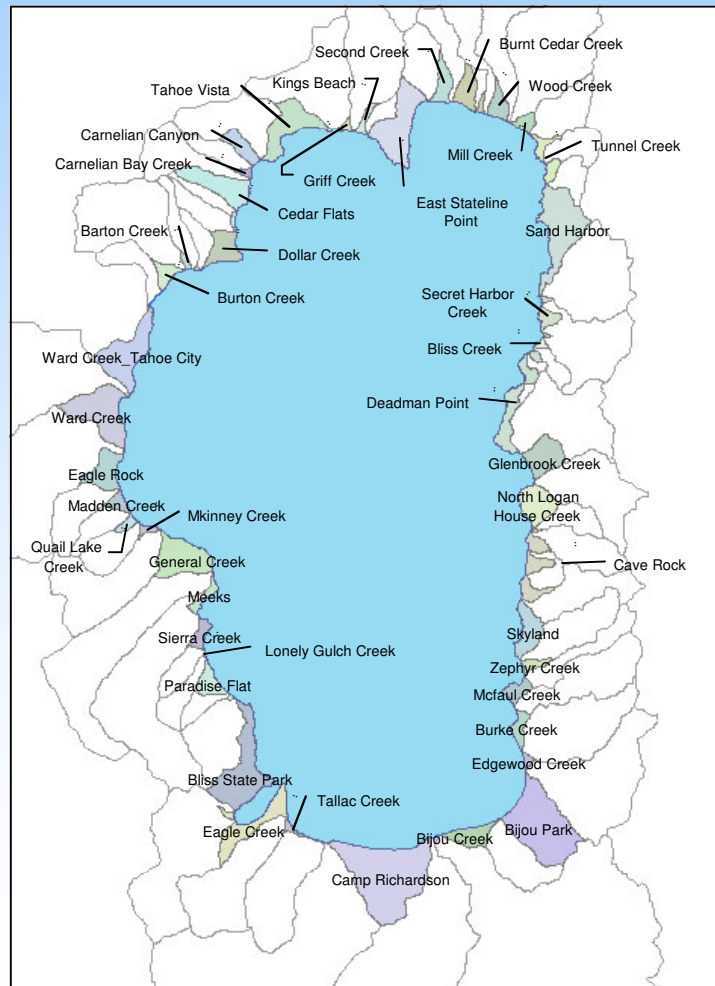 Second Creek
Burnt Cedar Creek
Kings Beach
Wood Creek
Tahoe Vista
Carnelian Canyon
Mill Creek
Tunnel Creek
Carnelian Bay Creek
Griff Creek
East Stateline
Point
Cedar Flats
Sand Harbor
Barton Creek
Dollar Creek
Burton Creek
Secret Harbor
Creek
Bliss Creek
Ward Creek_Tahoe City
Deadman Point
Ward Creek
Glenbrook Creek
Eagle Rock
North Logan
House Creek
Madden Creek
Mkinney Creek
Quail Lake
Creek
General Creek
Cave Rock
Meeks
Skyland
Sierra Creek
Lonely Gulch Creek
Zephyr Creek
Paradise Flat
Mcfaul Creek
Burke Creek
Edgewood Creek
Bliss State Park
Tallac Creek
Eagle Creek
Bijou Creek
Bijou Park
Camp Richardson